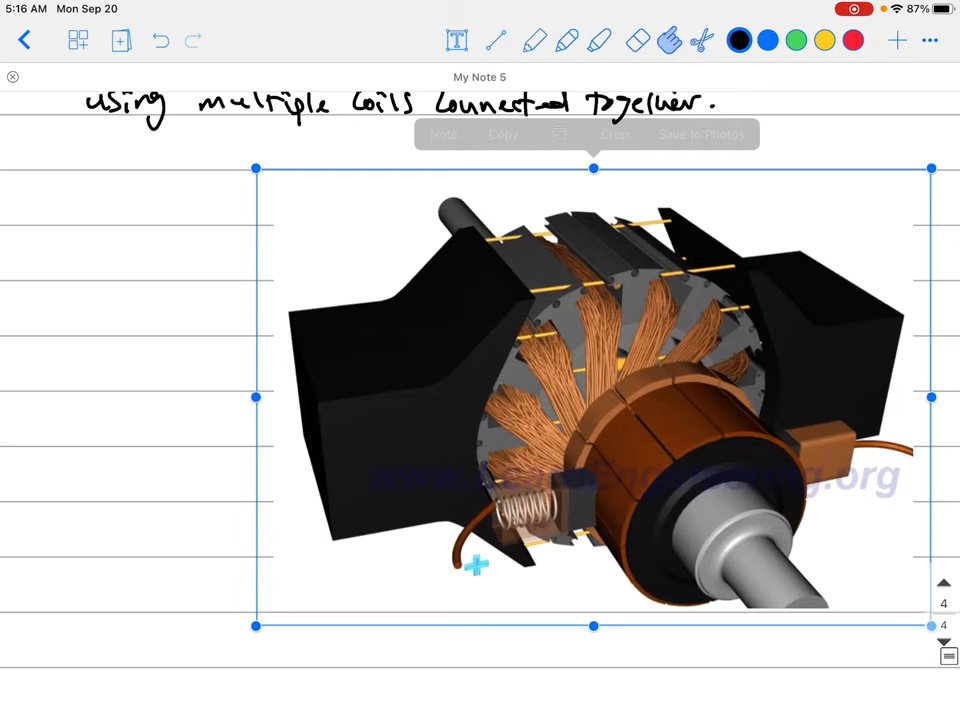 5:16 AM Mon Sep 20
87%
My Note 5
using multiple coils connected together.
Note Copy Crop Save to Photos
www.LearnEngineering.org
4
4